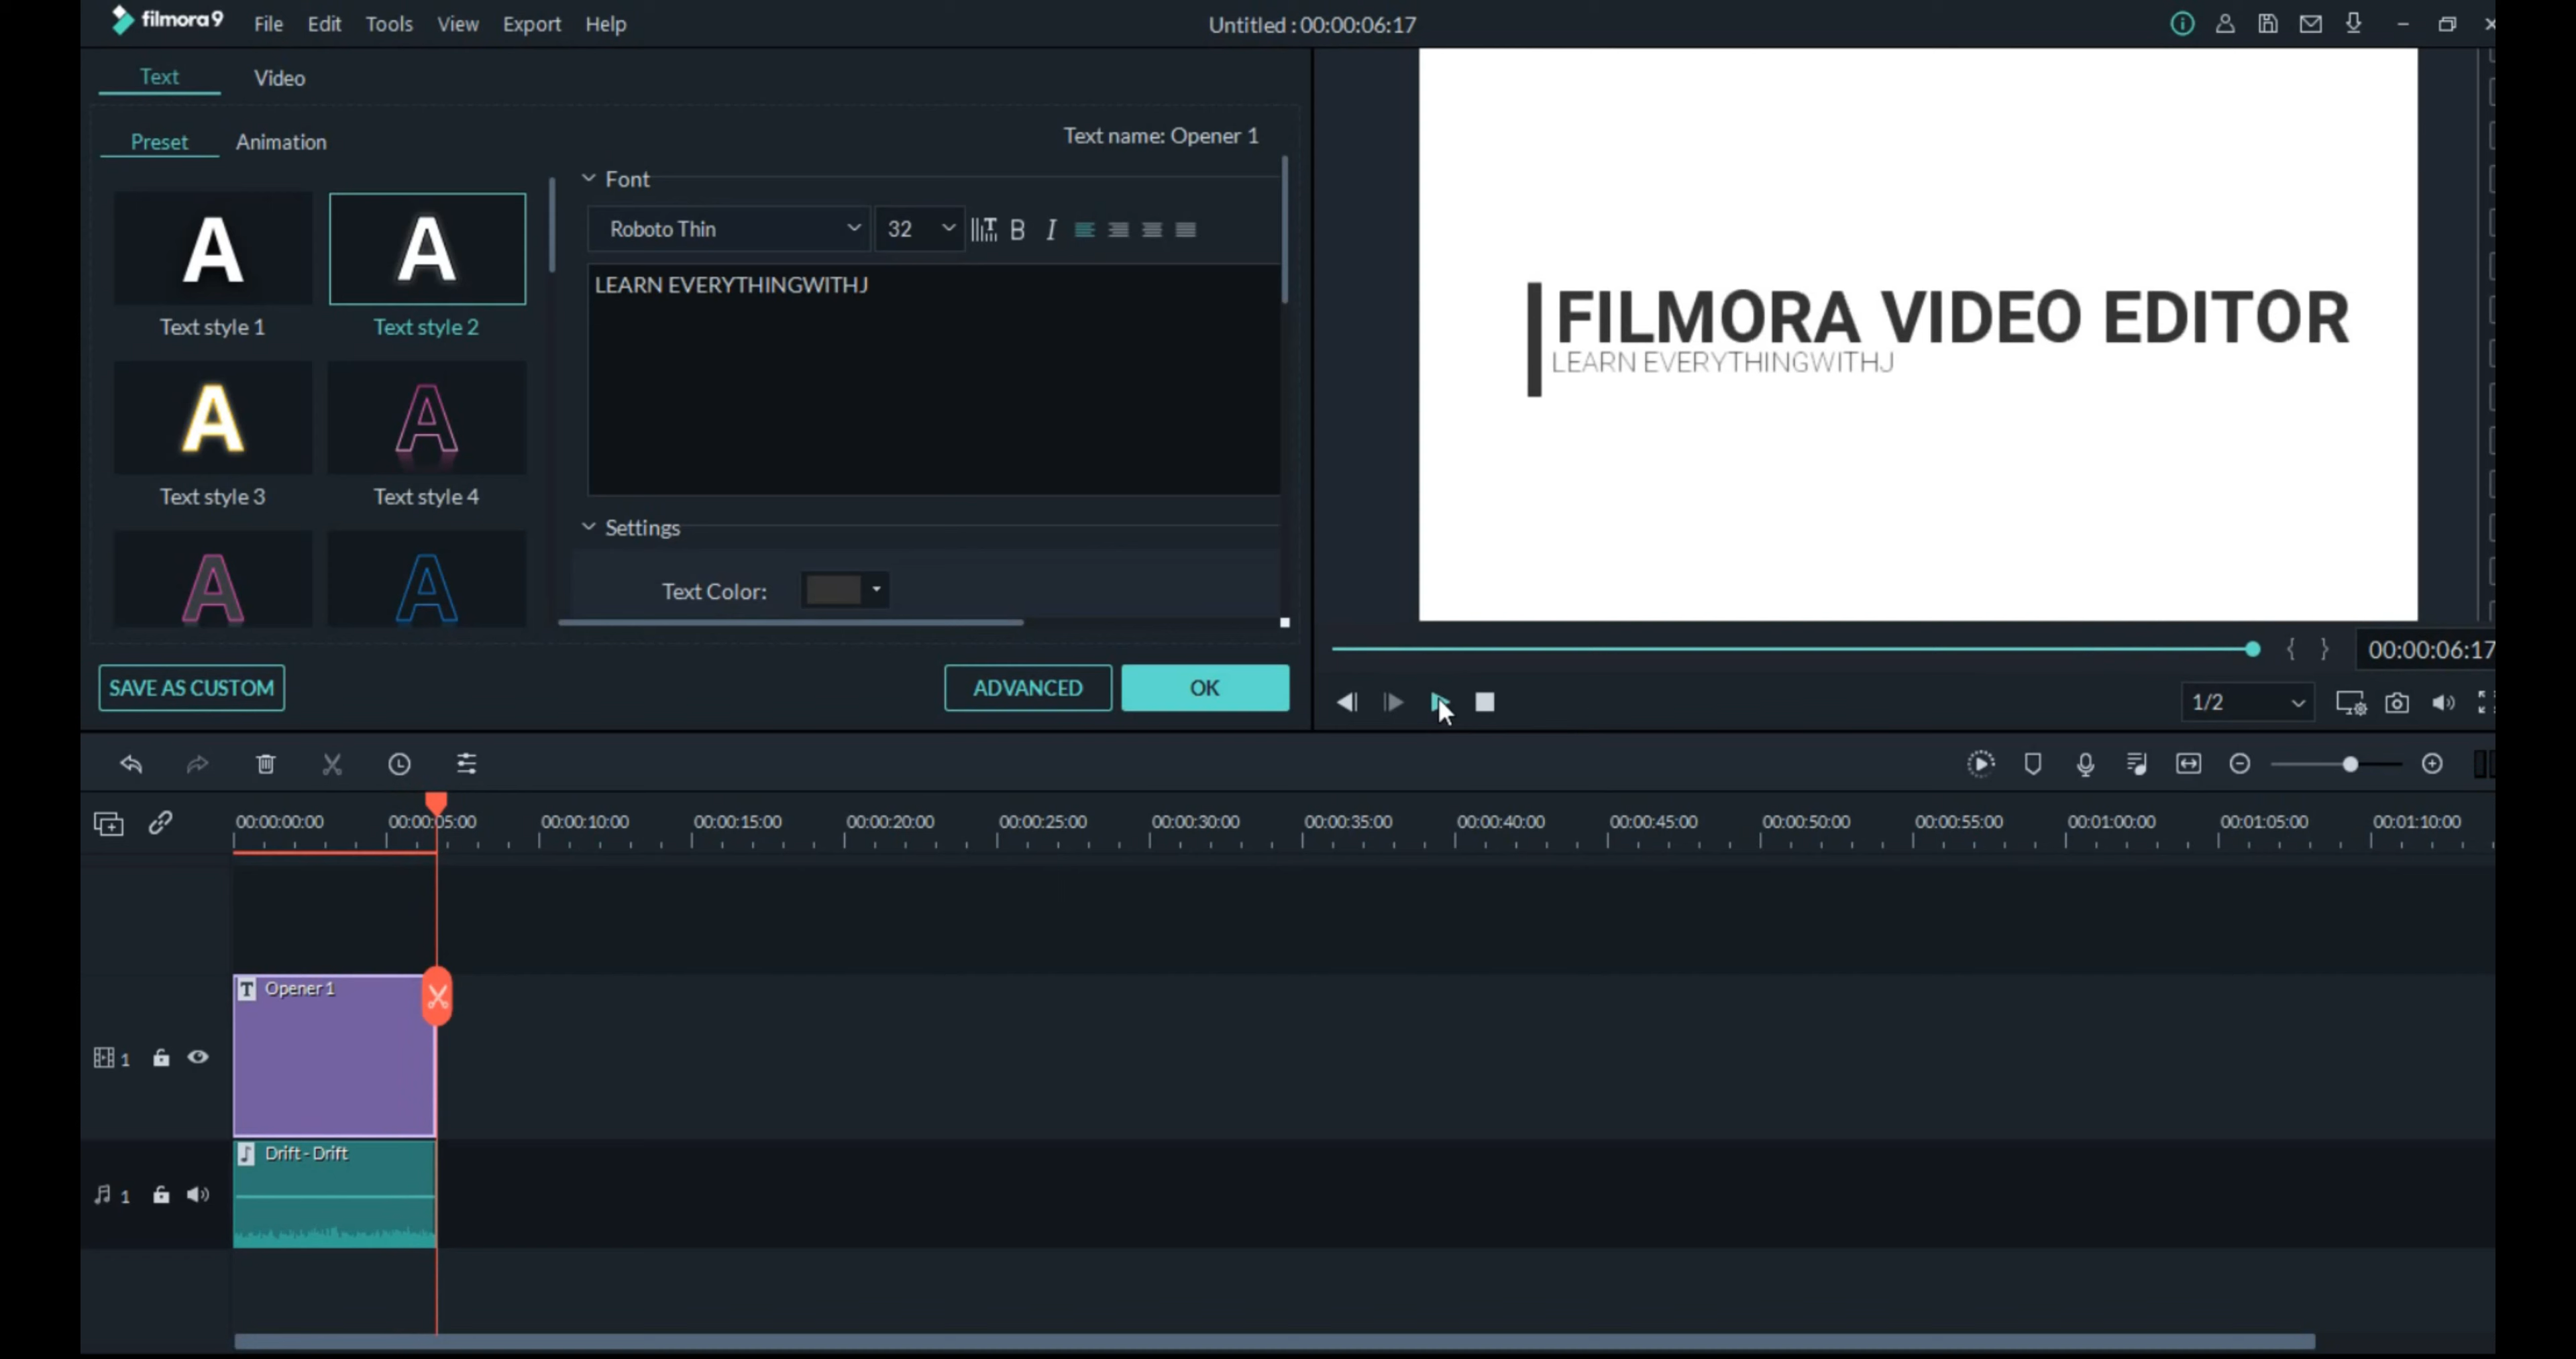 filmora9 File Edit Tools View Export Help Untitled : 00:00:06:17
Text Video
Preset Animation Text name: Opener 1
Font
Roboto Thin 32 B I
LEARN EVERYTHINGWITHJ
A A
Text style 1 Text style 2
A A
Text style 3 Text style 4
A A
Settings
Text Color:
SAVE AS CUSTOM ADVANCED OK
FILMORA VIDEO EDITOR
LEARN EVERYTHINGWITHJ
{ } 00:00:06:17
1/2
00:00:00:00 00:00:05:00 00:00:10:00 00:00:15:00 00:00:20:00 00:00:25:00 00:00:30:00 00:00:35:00 00:00:40:00 00:00:45:00 00:00:50:00 00:00:55:00 00:01:00:00 00:01:05:00 00:01:10:00
T Opener 1
1
Drift - Drift
1